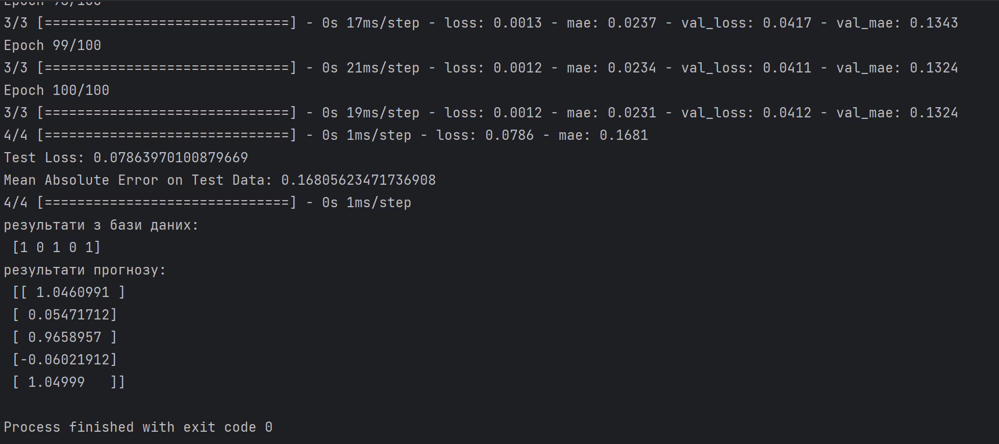 Epoch 98/100
3/3 [==============================] - 0s 17ms/step - loss: 0.0013 - mae: 0.0237 - val_loss: 0.0417 - val_mae: 0.1343
Epoch 99/100
3/3 [==============================] - 0s 21ms/step - loss: 0.0012 - mae: 0.0234 - val_loss: 0.0411 - val_mae: 0.1324
Epoch 100/100
3/3 [==============================] - 0s 19ms/step - loss: 0.0012 - mae: 0.0231 - val_loss: 0.0412 - val_mae: 0.1324
4/4 [==============================] - 0s 1ms/step - loss: 0.0786 - mae: 0.1681
Test Loss: 0.07863970100879669
Mean Absolute Error on Test Data: 0.16805623471736908
4/4 [==============================] - 0s 1ms/step
результати з бази даних:
 [1 0 1 0 1]
результати прогнозу:
 [[ 1.0460991 ]
 [ 0.05471712]
 [ 0.9658957 ]
 [-0.06021912]
 [ 1.04999   ]]
Process finished with exit code 0